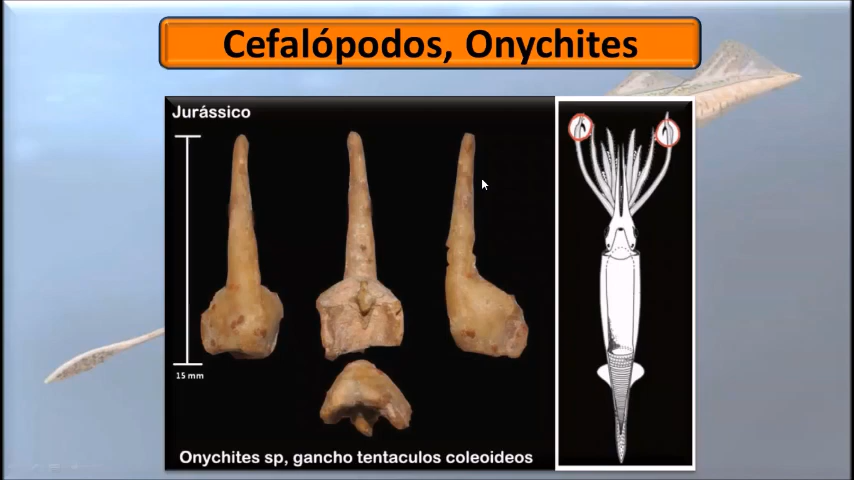 Cefalópodos, Onychites
Jurássico
15 mm
Onychites sp, gancho tentaculos coleoideos